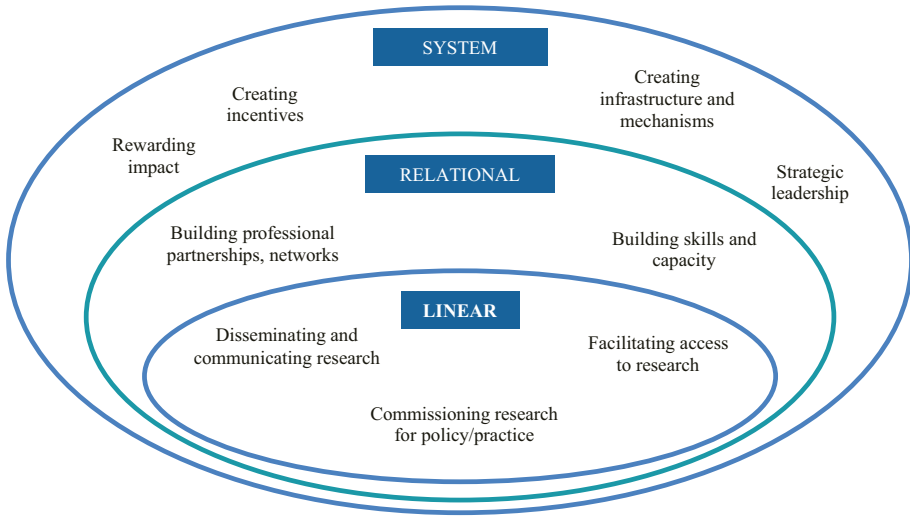 SYSTEM
Creating
incentives
Creating
infrastructure and
mechanisms
Rewarding
impact
Strategic
leadership
RELATIONAL
Building professional
partnerships, networks
Building skills and
capacity
LINEAR
Disseminating and
communicating research
Facilitating access
to research
Commissioning research
for policy/practice